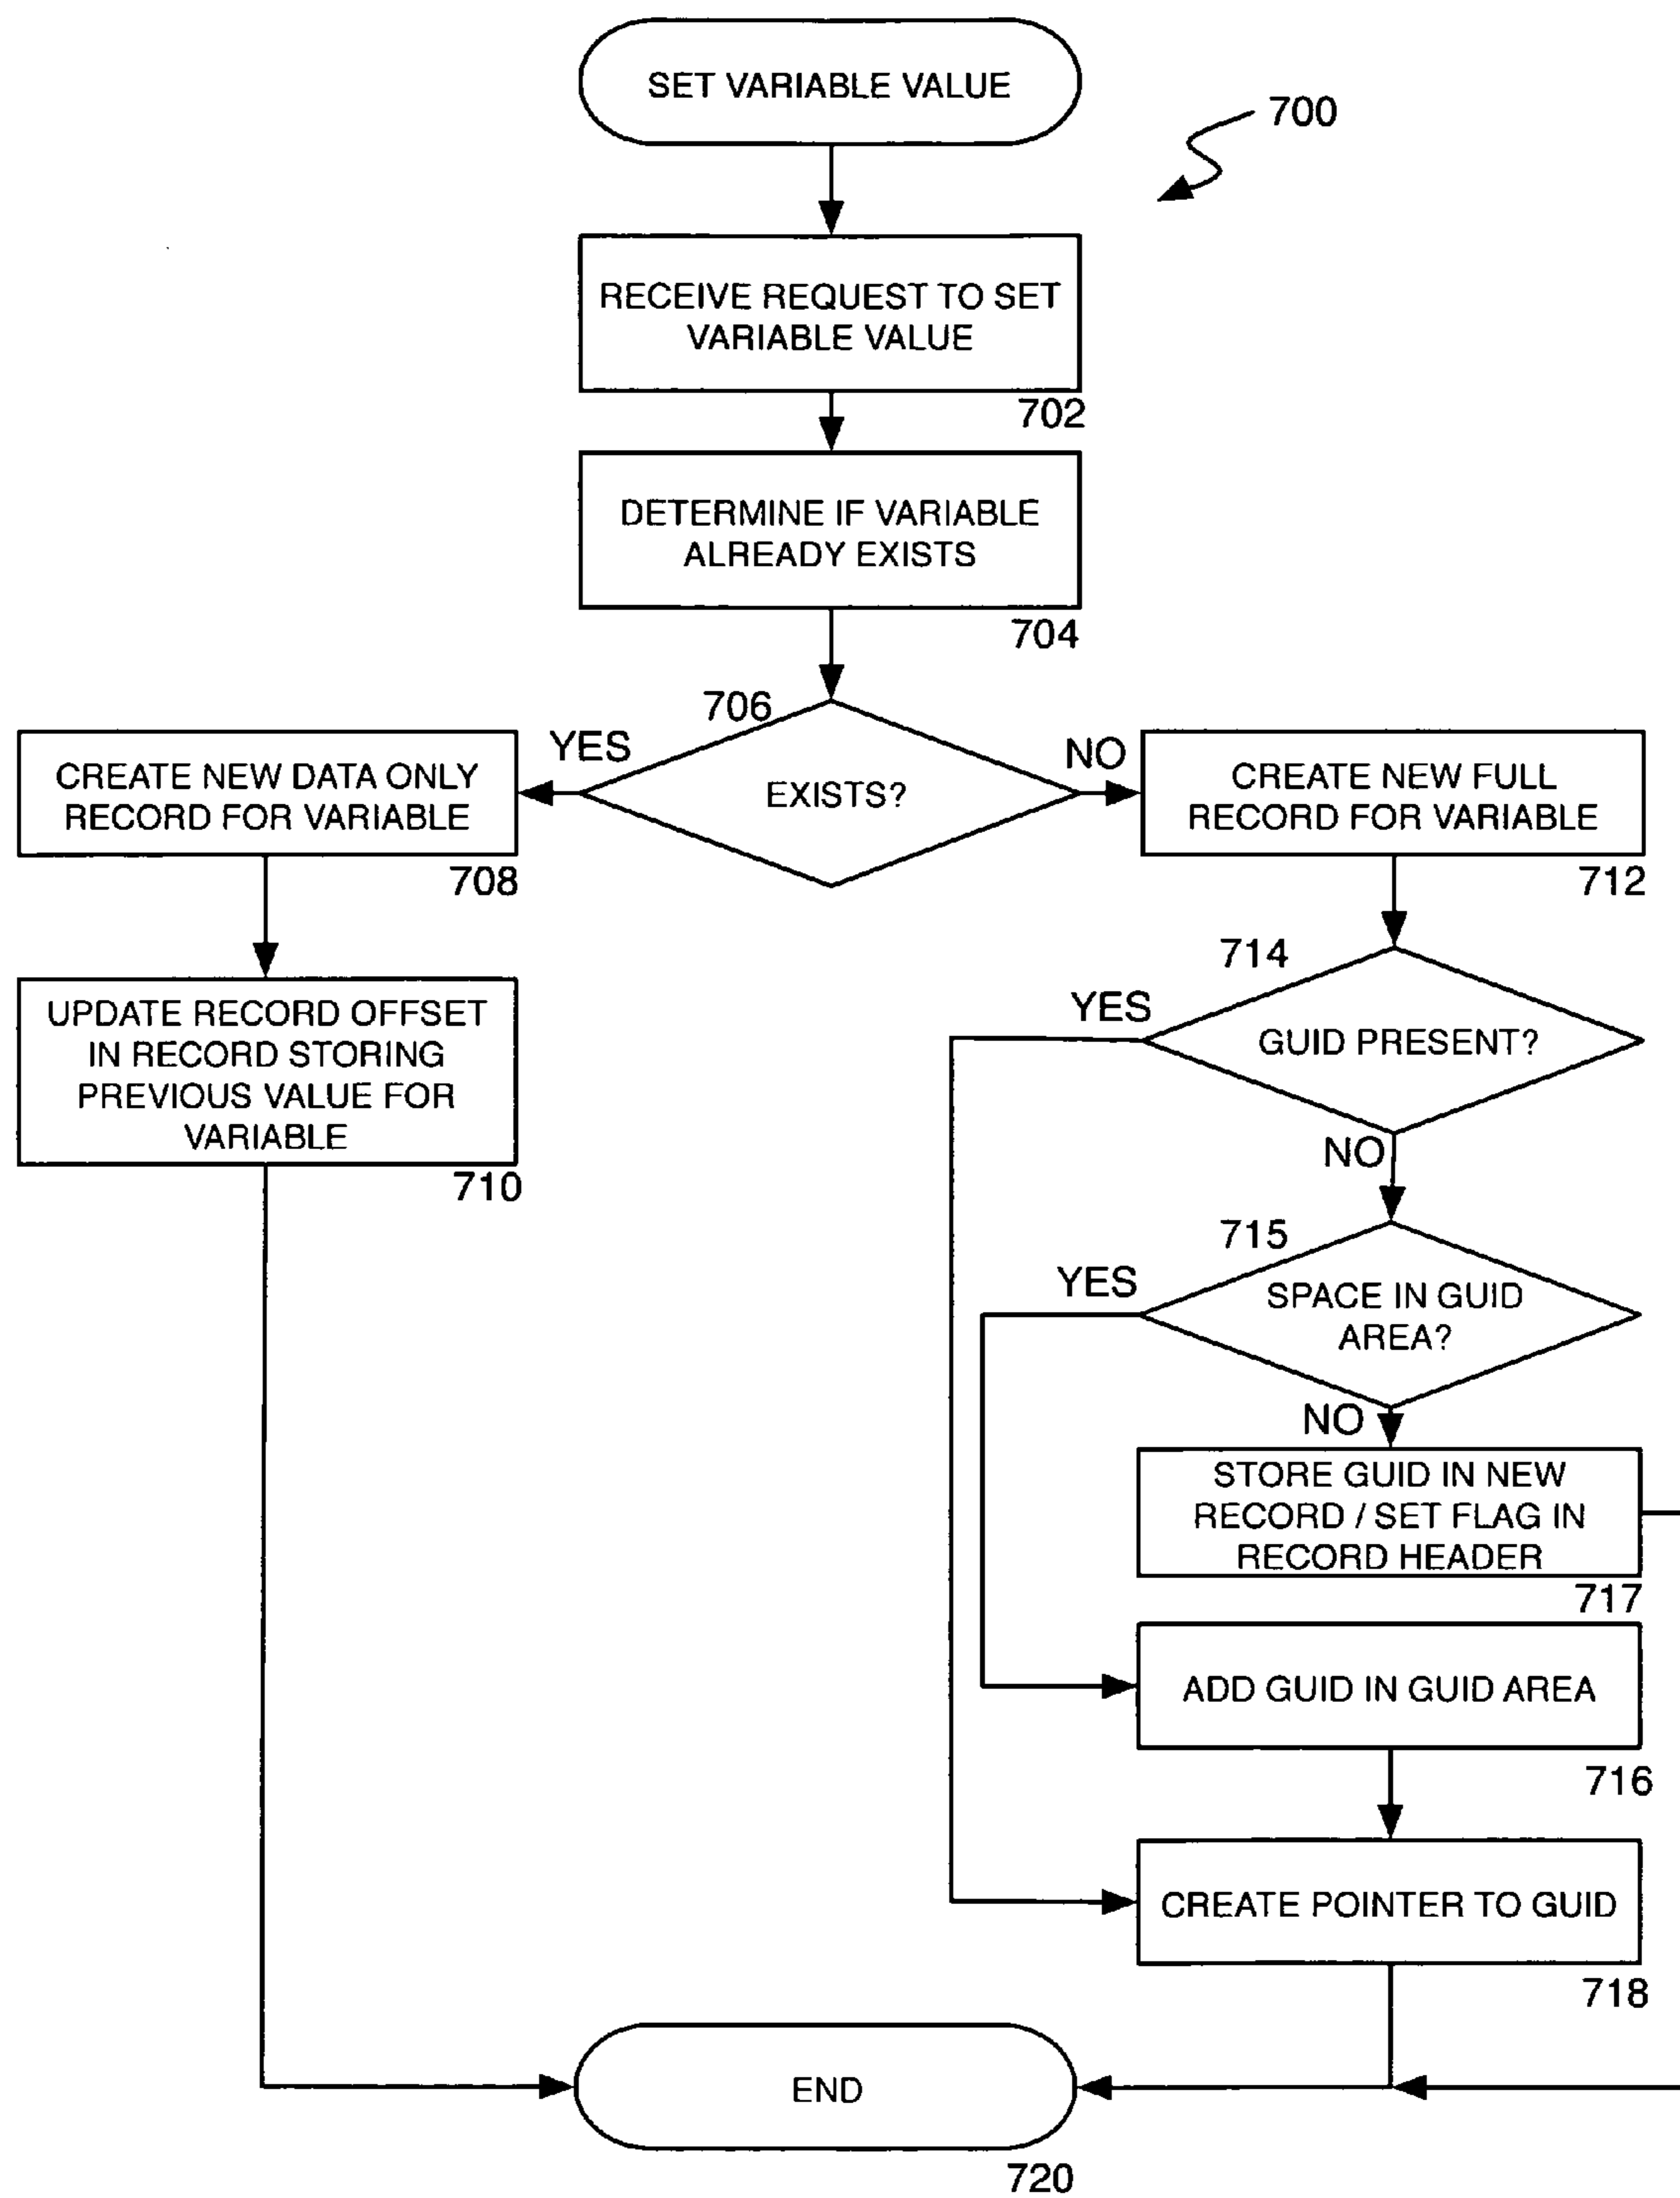 SET VARIABLE VALUE
700
RECEIVE REQUEST TO SET
VARIABLE VALUE
702
DETERMINE IF VARIABLE
ALREADY EXISTS
704
706
YES
NO
CREATE NEW DATA ONLY
RECORD FOR VARIABLE
708
EXISTS?
CREATE NEW FULL
RECORD FOR VARIABLE
712
UPDATE RECORD OFFSET
IN RECORD STORING
PREVIOUS VALUE FOR
VARIABLE
710
714
YES
GUID PRESENT?
NO
715
YES
SPACE IN GUID
AREA?
NO
STORE GUID IN NEW
RECORD / SET FLAG IN
RECORD HEADER
717
ADD GUID IN GUID AREA
716
CREATE POINTER TO GUID
718
END
720